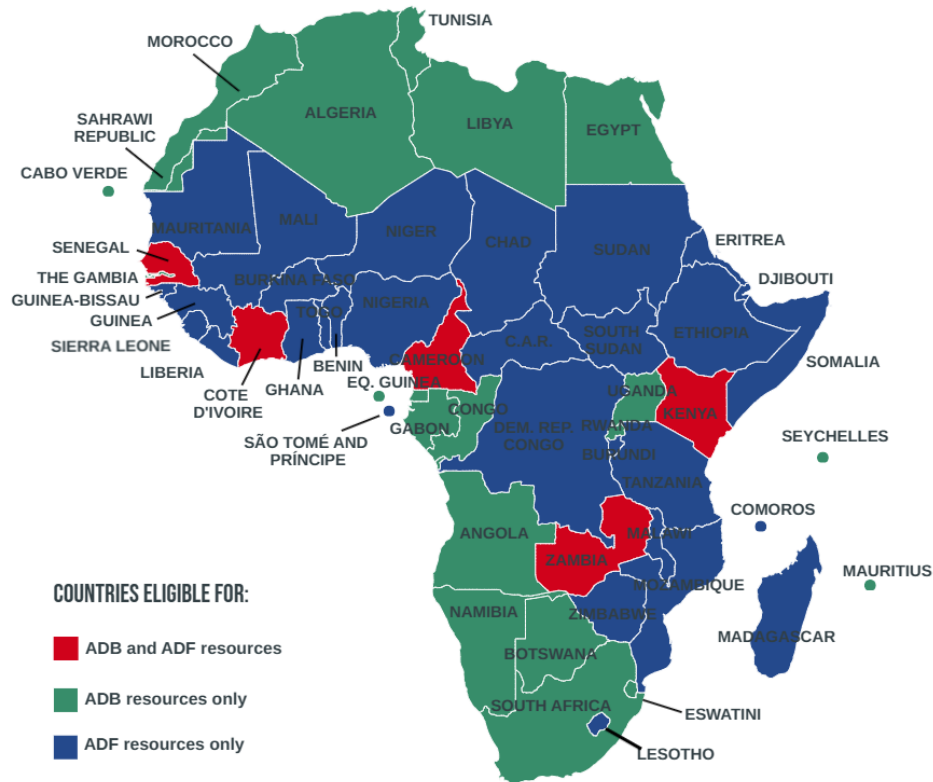 TUNISIA
MOROCCO
ALGERIA
LIBYA
EGYPT
SAHRAWI
REPUBLIC
CABO VERDE
MAURITANIA
MALI
NIGER
CHAD
SUDAN
ERITREA
SENEGAL
THE GAMBIA
GUINEA-BISSAU
GUINEA
SIERRA LEONE
LIBERIA
BURKINA FASO
NIGERIA
TOGO
BENIN
GHANA
COTE
D'IVOIRE
DJIBOUTI
ETHIOPIA
SOMALIA
C.A.R.
SOUTH
SUDAN
CAMEROON
EQ. GUINEA
SÃO TOMÉ AND
PRÍNCIPE
GABON
CONGO
DEM. REP.
CONGO
UGANDA
RWANDA
BURUNDI
KENYA
TANZANIA
SEYCHELLES
COMOROS
ANGOLA
ZAMBIA
MALAWI
MOZAMBIQUE
ZIMBABWE
MAURITIUS
MADAGASCAR
NAMIBIA
BOTSWANA
SOUTH AFRICA
ESWATINI
LESOTHO
COUNTRIES ELIGIBLE FOR:
ADB and ADF resources
ADB resources only
ADF resources only